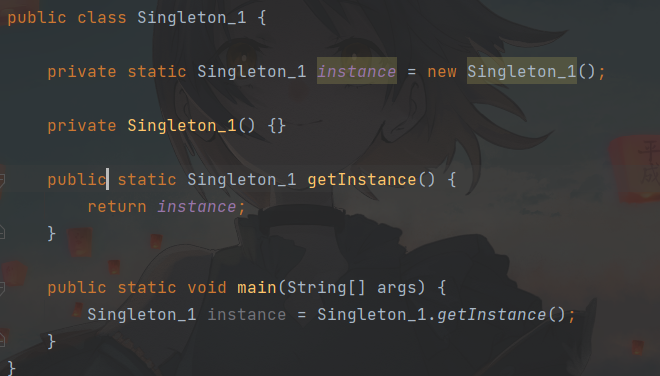 public class Singleton_1 {
private static Singleton_1 instance = new Singleton_1();
private Singleton_1() {}
public static Singleton_1 getInstance() {
return instance;
}
public static void main(String[] args) {
Singleton_1 instance = Singleton_1.getInstance();
}
}